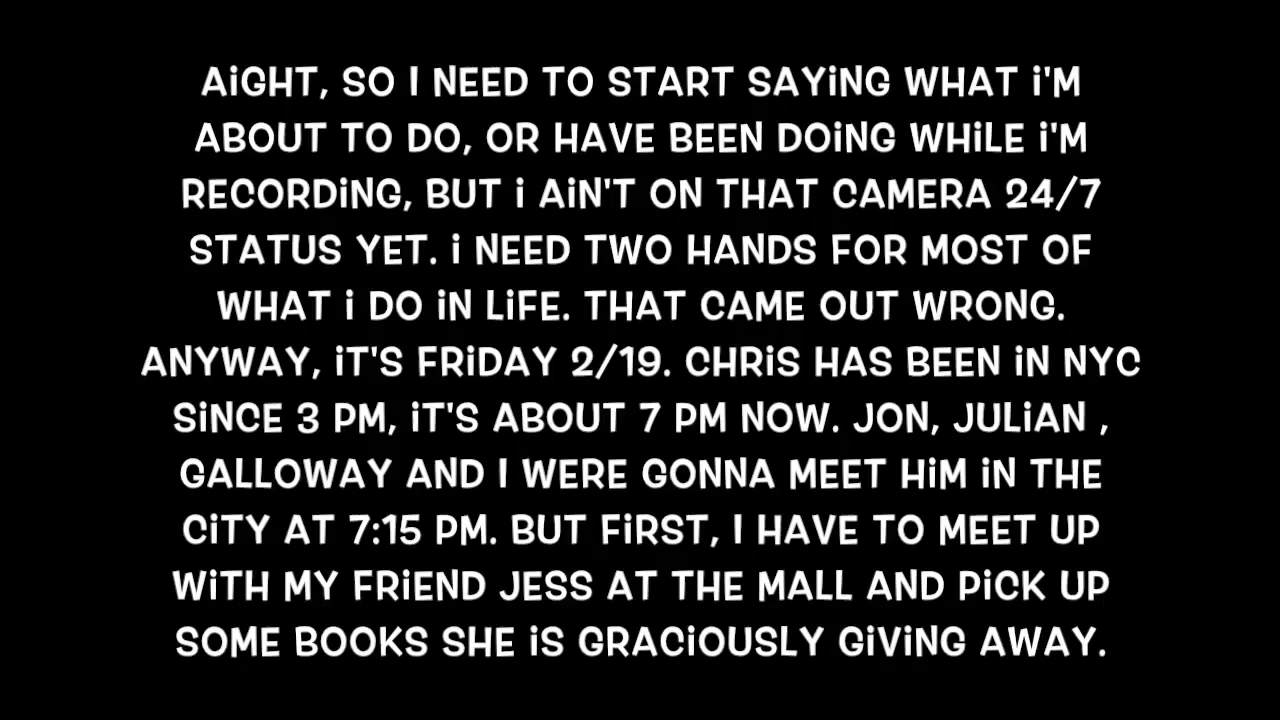 AiGHT, SO I NEED TO START SAYiNG WHAT i'M
ABOUT TO DO, OR HAVE BEEN DOiNG WHiLE i'M
RECORDiNG, BUT i AiN'T ON THAT CAMERA 24/7
STATUS YET. i NEED TWO HANDS FOR MOST OF
WHAT i DO iN LiFE. THAT CAME OUT WRONG.
ANYWAY, iT'S FRiDAY 2/19. CHRiS HAS BEEN iN NYC
SiNCE 3 PM, iT'S ABOUT 7 PM NOW. JON, JULiAN ,
GALLOWAY AND I WERE GONNA MEET HiM iN THE
CiTY AT 7:15 PM. BUT FiRST, I HAVE TO MEET UP
WiTH MY FRiEND JESS AT THE MALL AND PiCK UP
SOME BOOKS SHE iS GRACiOUSLY GiViNG AWAY.